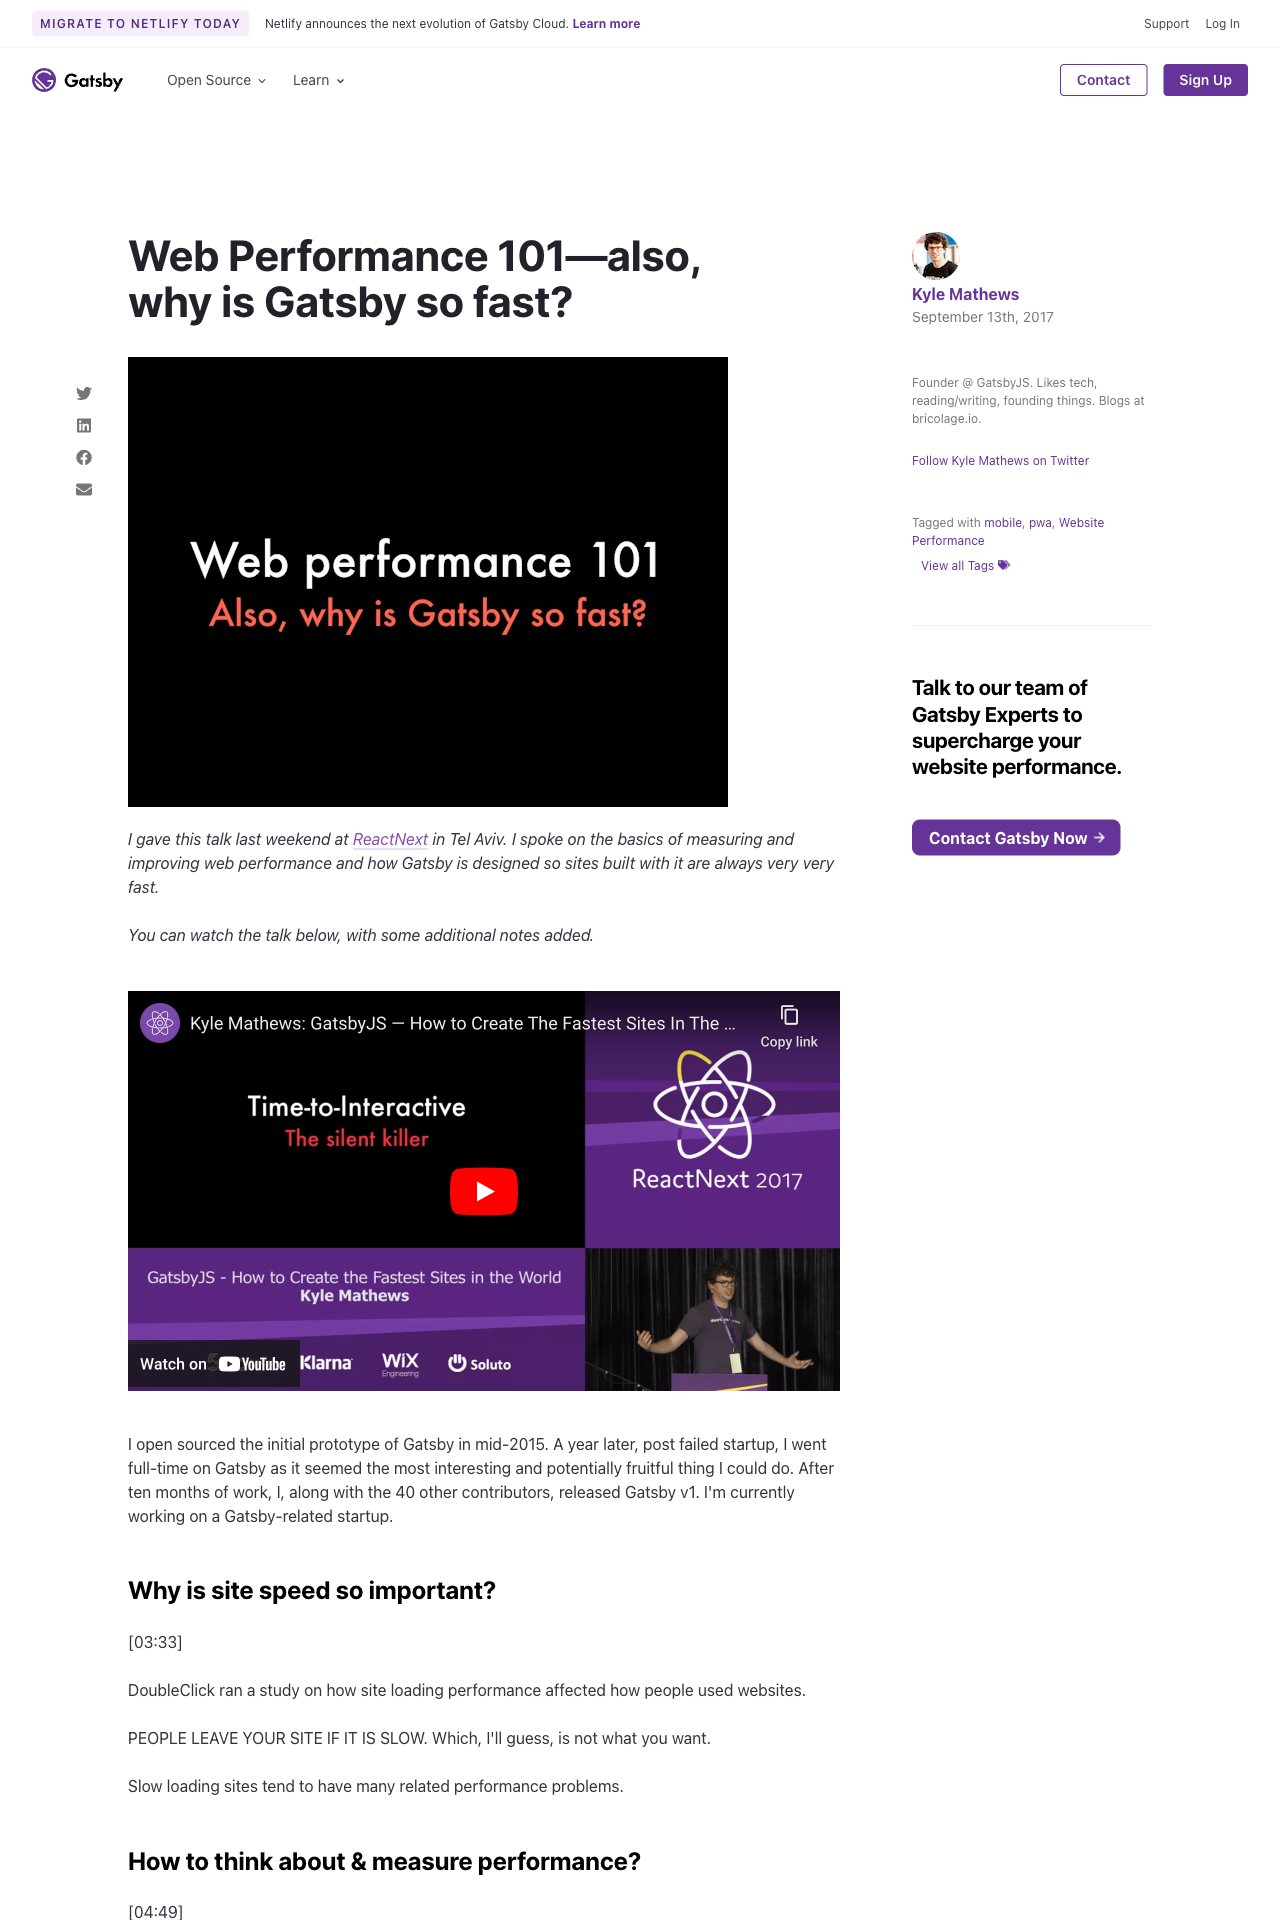 MIGRATE TO NETLIFY TODAY
Netlify announces the next evolution of Gatsby Cloud. Learn more
Support
Log In
Gatsby
Open Source
Learn
Contact
Sign Up
Web Performance 101—also,
why is Gatsby so fast?
Kyle Mathews
September 13th, 2017
Founder @ GatsbyJS. Likes tech,
reading/writing, founding things. Blogs at
bricolage.io.
Follow Kyle Mathews on Twitter
Tagged with mobile, pwa, Website
Performance
View all Tags
Talk to our team of
Gatsby Experts to
supercharge your
website performance.
Contact Gatsby Now
Web performance 101
Also, why is Gatsby so fast?
I gave this talk last weekend at ReactNext in Tel Aviv. I spoke on the basics of measuring and
improving web performance and how Gatsby is designed so sites built with it are always very very
fast.
You can watch the talk below, with some additional notes added.
Kyle Mathews: GatsbyJS — How to Create The Fastest Sites In The ...
Copy link
Time-to-Interactive
The silent killer
ReactNext 2017
GatsbyJS - How to Create the Fastest Sites in the World
Kyle Mathews
Watch on YouTube
Klarna
WiX
Engineering
Soluto
I open sourced the initial prototype of Gatsby in mid-2015. A year later, post failed startup, I went
full-time on Gatsby as it seemed the most interesting and potentially fruitful thing I could do. After
ten months of work, I, along with the 40 other contributors, released Gatsby v1. I'm currently
working on a Gatsby-related startup.
Why is site speed so important?
[03:33]
DoubleClick ran a study on how site loading performance affected how people used websites.
PEOPLE LEAVE YOUR SITE IF IT IS SLOW. Which, I'll guess, is not what you want.
Slow loading sites tend to have many related performance problems.
How to think about & measure performance?
[04:49]